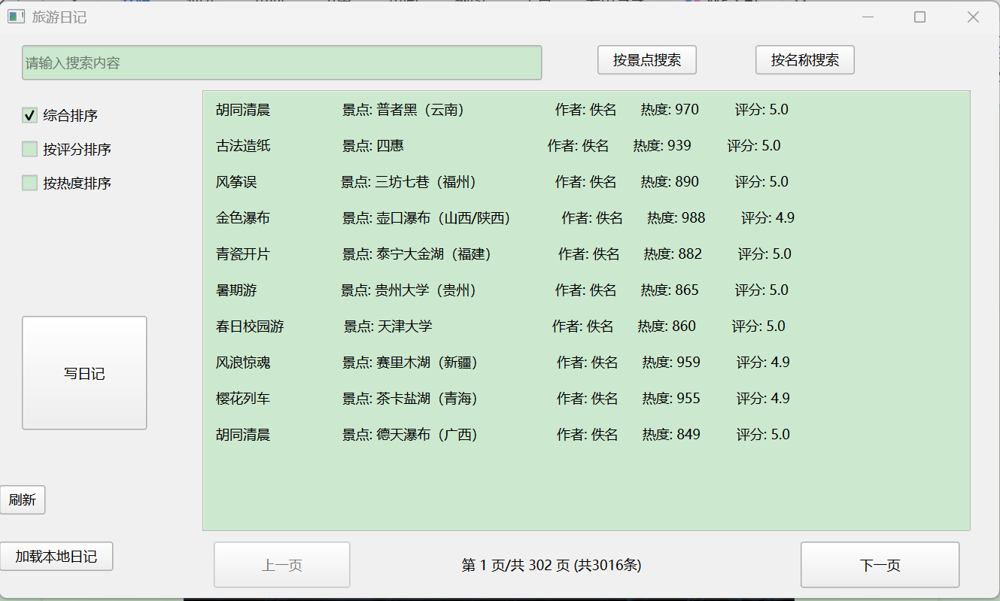 旅游日记
请输入搜索内容
按景点搜索
按名称搜索
综合排序
按评分排序
按热度排序
胡同清晨 景点: 普者黑（云南） 作者: 佚名 热度: 970 评分: 5.0
古法造纸 景点: 四惠 作者: 佚名 热度: 939 评分: 5.0
风筝误 景点: 三坊七巷（福州） 作者: 佚名 热度: 890 评分: 5.0
金色瀑布 景点: 壶口瀑布（山西/陕西） 作者: 佚名 热度: 988 评分: 4.9
青瓷开片 景点: 泰宁大金湖（福建） 作者: 佚名 热度: 882 评分: 5.0
暑期游 景点: 贵州大学（贵州） 作者: 佚名 热度: 865 评分: 5.0
春日校园游 景点: 天津大学 作者: 佚名 热度: 860 评分: 5.0
风浪惊魂 景点: 赛里木湖（新疆） 作者: 佚名 热度: 959 评分: 4.9
樱花列车 景点: 茶卡盐湖（青海） 作者: 佚名 热度: 955 评分: 4.9
胡同清晨 景点: 德天瀑布（广西） 作者: 佚名 热度: 849 评分: 5.0
写日记
刷新
加载本地日记
上一页
第 1 页/共 302 页 (共3016条)
下一页